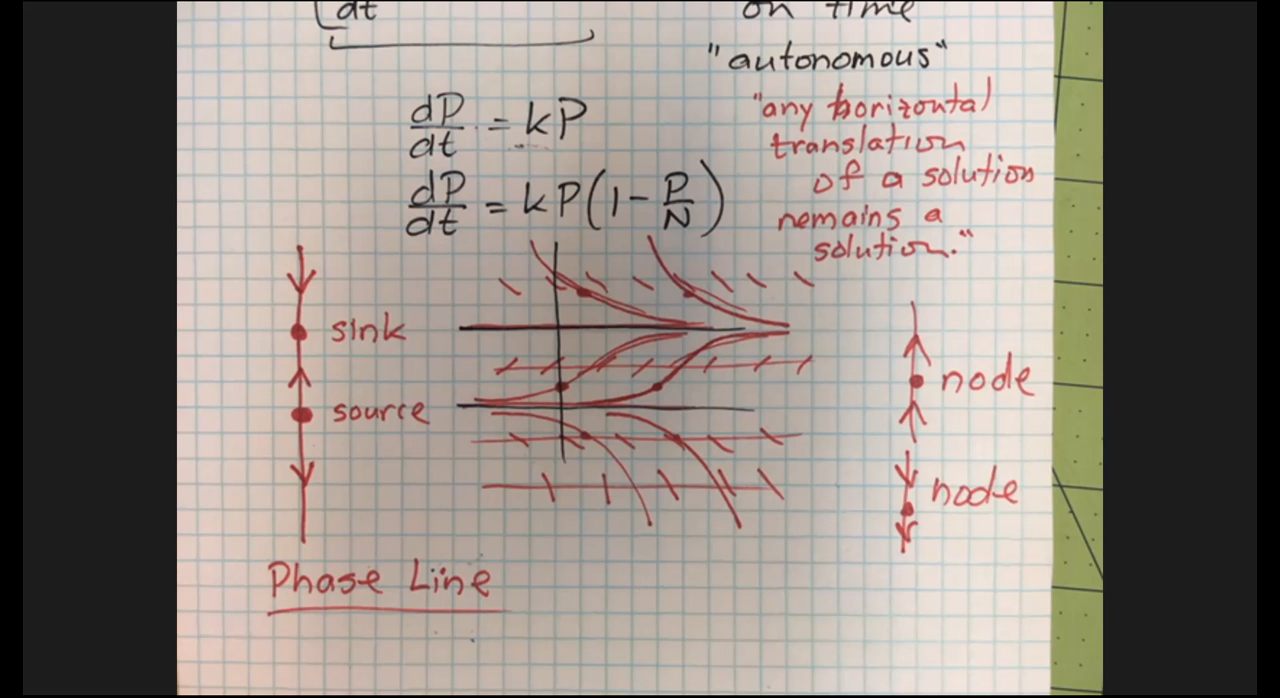 dt
on time
"autonomous"
dP/dt = kP
"any horizontal
translation
of a solution
remains a
solution."
dP/dt = kP(1 - P/N)
sink
source
node
node
Phase Line